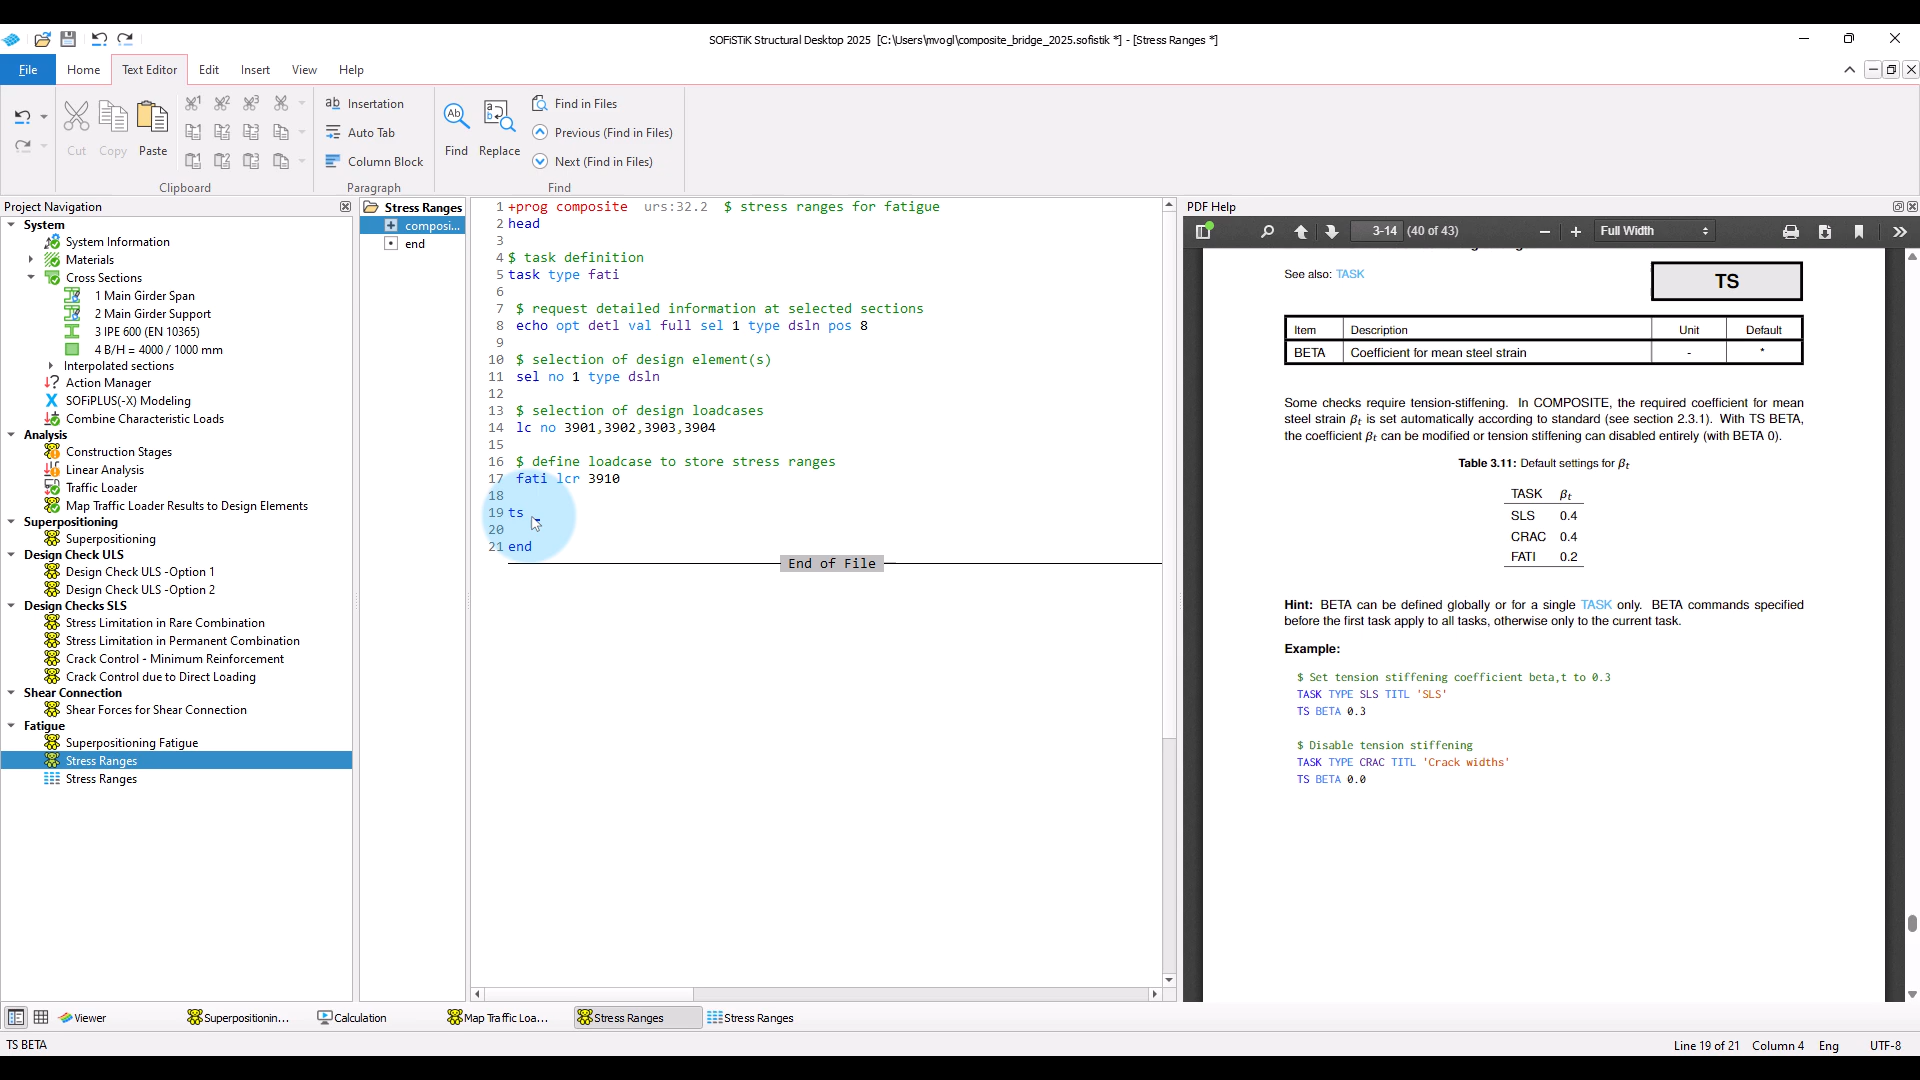 SOFiSTiK Structural Desktop 2025 [C:\Users\mvogl\composite_bridge_2025.sofistik *] - [Stress Ranges *]
File Home Text Editor Edit Insert View Help
Cut Copy Paste
Clipboard
ab Insertation
Auto Tab
Column Block
Paragraph
Find Replace
Find in Files
Previous (Find in Files)
Next (Find in Files)
Find
Project Navigation
System
System Information
Materials
Cross Sections
1 Main Girder Span
2 Main Girder Support
3 IPE 600 (EN 10365)
4 B/H = 4000 / 1000 mm
Interpolated sections
Action Manager
SOFiPLUS(-X) Modeling
Combine Characteristic Loads
Analysis
Construction Stages
Linear Analysis
Traffic Loader
Map Traffic Loader Results to Design Elements
Superpositioning
Superpositioning
Design Check ULS
Design Check ULS -Option 1
Design Check ULS -Option 2
Design Checks SLS
Stress Limitation in Rare Combination
Stress Limitation in Permanent Combination
Crack Control - Minimum Reinforcement
Crack Control due to Direct Loading
Shear Connection
Shear Forces for Shear Connection
Fatigue
Superpositioning Fatigue
Stress Ranges
Stress Ranges
Stress Ranges
composi...
end
1 +prog composite urs:32.2 $ stress ranges for fatigue
2 head
3
4 $ task definition
5 task type fati
6
7 $ request detailed information at selected sections
8 echo opt detl val full sel 1 type dsln pos 8
9
10 $ selection of design element(s)
11 sel no 1 type dsln
12
13 $ selection of design loadcases
14 lc no 3901,3902,3903,3904
15
16 $ define loadcase to store stress ranges
17 fati lcr 3910
18
19 ts
20
21 end
End of File
PDF Help
3-14 (40 of 43) Full Width
See also: TASK
TS
Item Description Unit Default
BETA Coefficient for mean steel strain - *
Some checks require tension-stiffening. In COMPOSITE, the required coefficient for mean
steel strain βt is set automatically according to standard (see section 2.3.1). With TS BETA,
the coefficient βt can be modified or tension stiffening can disabled entirely (with BETA 0).
Table 3.11: Default settings for βt
TASK βt
SLS 0.4
CRAC 0.4
FATI 0.2
Hint: BETA can be defined globally or for a single TASK only. BETA commands specified
before the first task apply to all tasks, otherwise only to the current task.
Example:
$ Set tension stiffening coefficient beta,t to 0.3
TASK TYPE SLS TITL 'SLS'
TS BETA 0.3
$ Disable tension stiffening
TASK TYPE CRAC TITL 'Crack widths'
TS BETA 0.0
Viewer Superpositionin... Calculation Map Traffic Loa... Stress Ranges Stress Ranges
TS BETA
Line 19 of 21 Column 4 Eng UTF-8